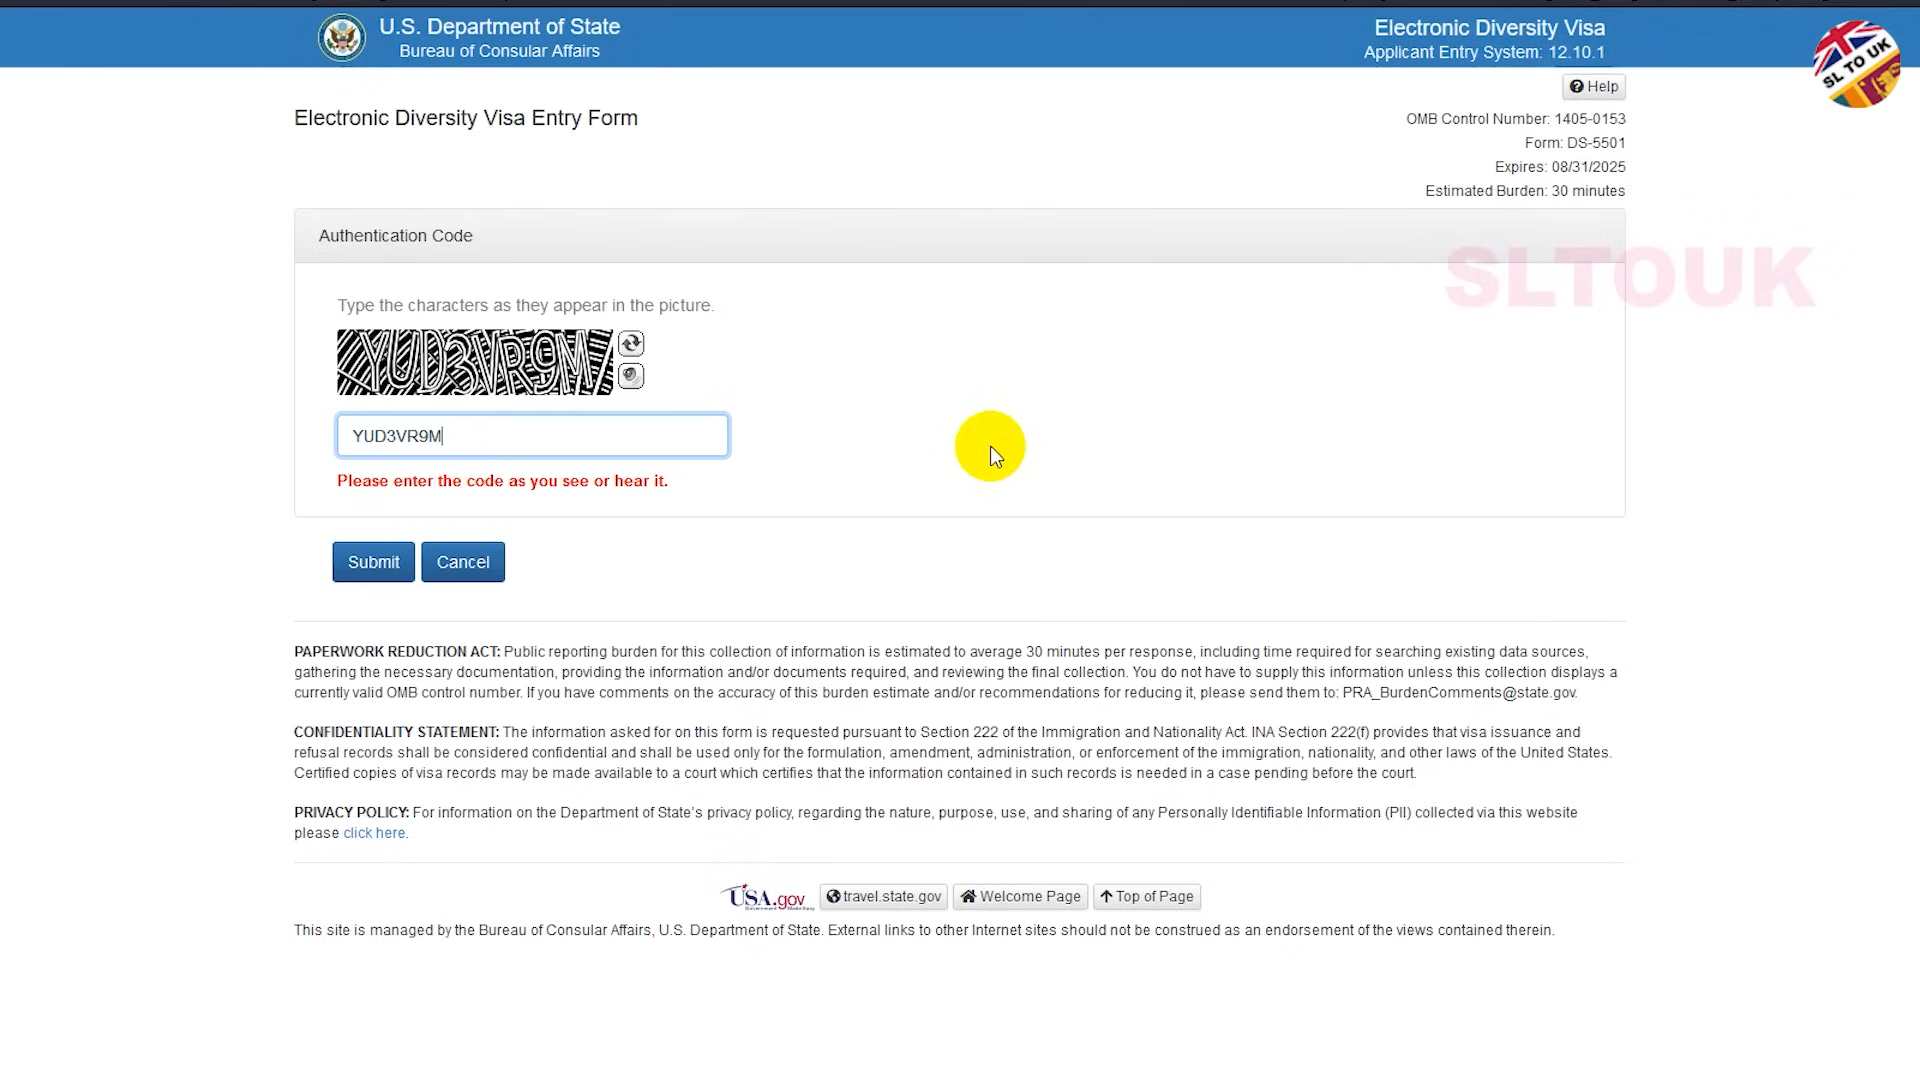 U.S. Department of State
Bureau of Consular Affairs
Electronic Diversity Visa
Applicant Entry System: 12.10.1
SL TO UK
Help
Electronic Diversity Visa Entry Form
OMB Control Number: 1405-0153
Form: DS-5501
Expires: 08/31/2025
Estimated Burden: 30 minutes
Authentication Code
SLTOUK
Type the characters as they appear in the picture.
YUD3VR9M
YUD3VR9M
Please enter the code as you see or hear it.
Submit Cancel
PAPERWORK REDUCTION ACT: Public reporting burden for this collection of information is estimated to average 30 minutes per response, including time required for searching existing data sources,
gathering the necessary documentation, providing the information and/or documents required, and reviewing the final collection. You do not have to supply this information unless this collection displays a
currently valid OMB control number. If you have comments on the accuracy of this burden estimate and/or recommendations for reducing it, please send them to: PRA_BurdenComments@state.gov.
CONFIDENTIALITY STATEMENT: The information asked for on this form is requested pursuant to Section 222 of the Immigration and Nationality Act. INA Section 222(f) provides that visa issuance and
refusal records shall be considered confidential and shall be used only for the formulation, amendment, administration, or enforcement of the immigration, nationality, and other laws of the United States.
Certified copies of visa records may be made available to a court which certifies that the information contained in such records is needed in a case pending before the court.
PRIVACY POLICY: For information on the Department of State's privacy policy, regarding the nature, purpose, use, and sharing of any Personally Identifiable Information (PII) collected via this website
please click here.
USA.gov travel.state.gov Welcome Page Top of Page
This site is managed by the Bureau of Consular Affairs, U.S. Department of State. External links to other Internet sites should not be construed as an endorsement of the views contained therein.